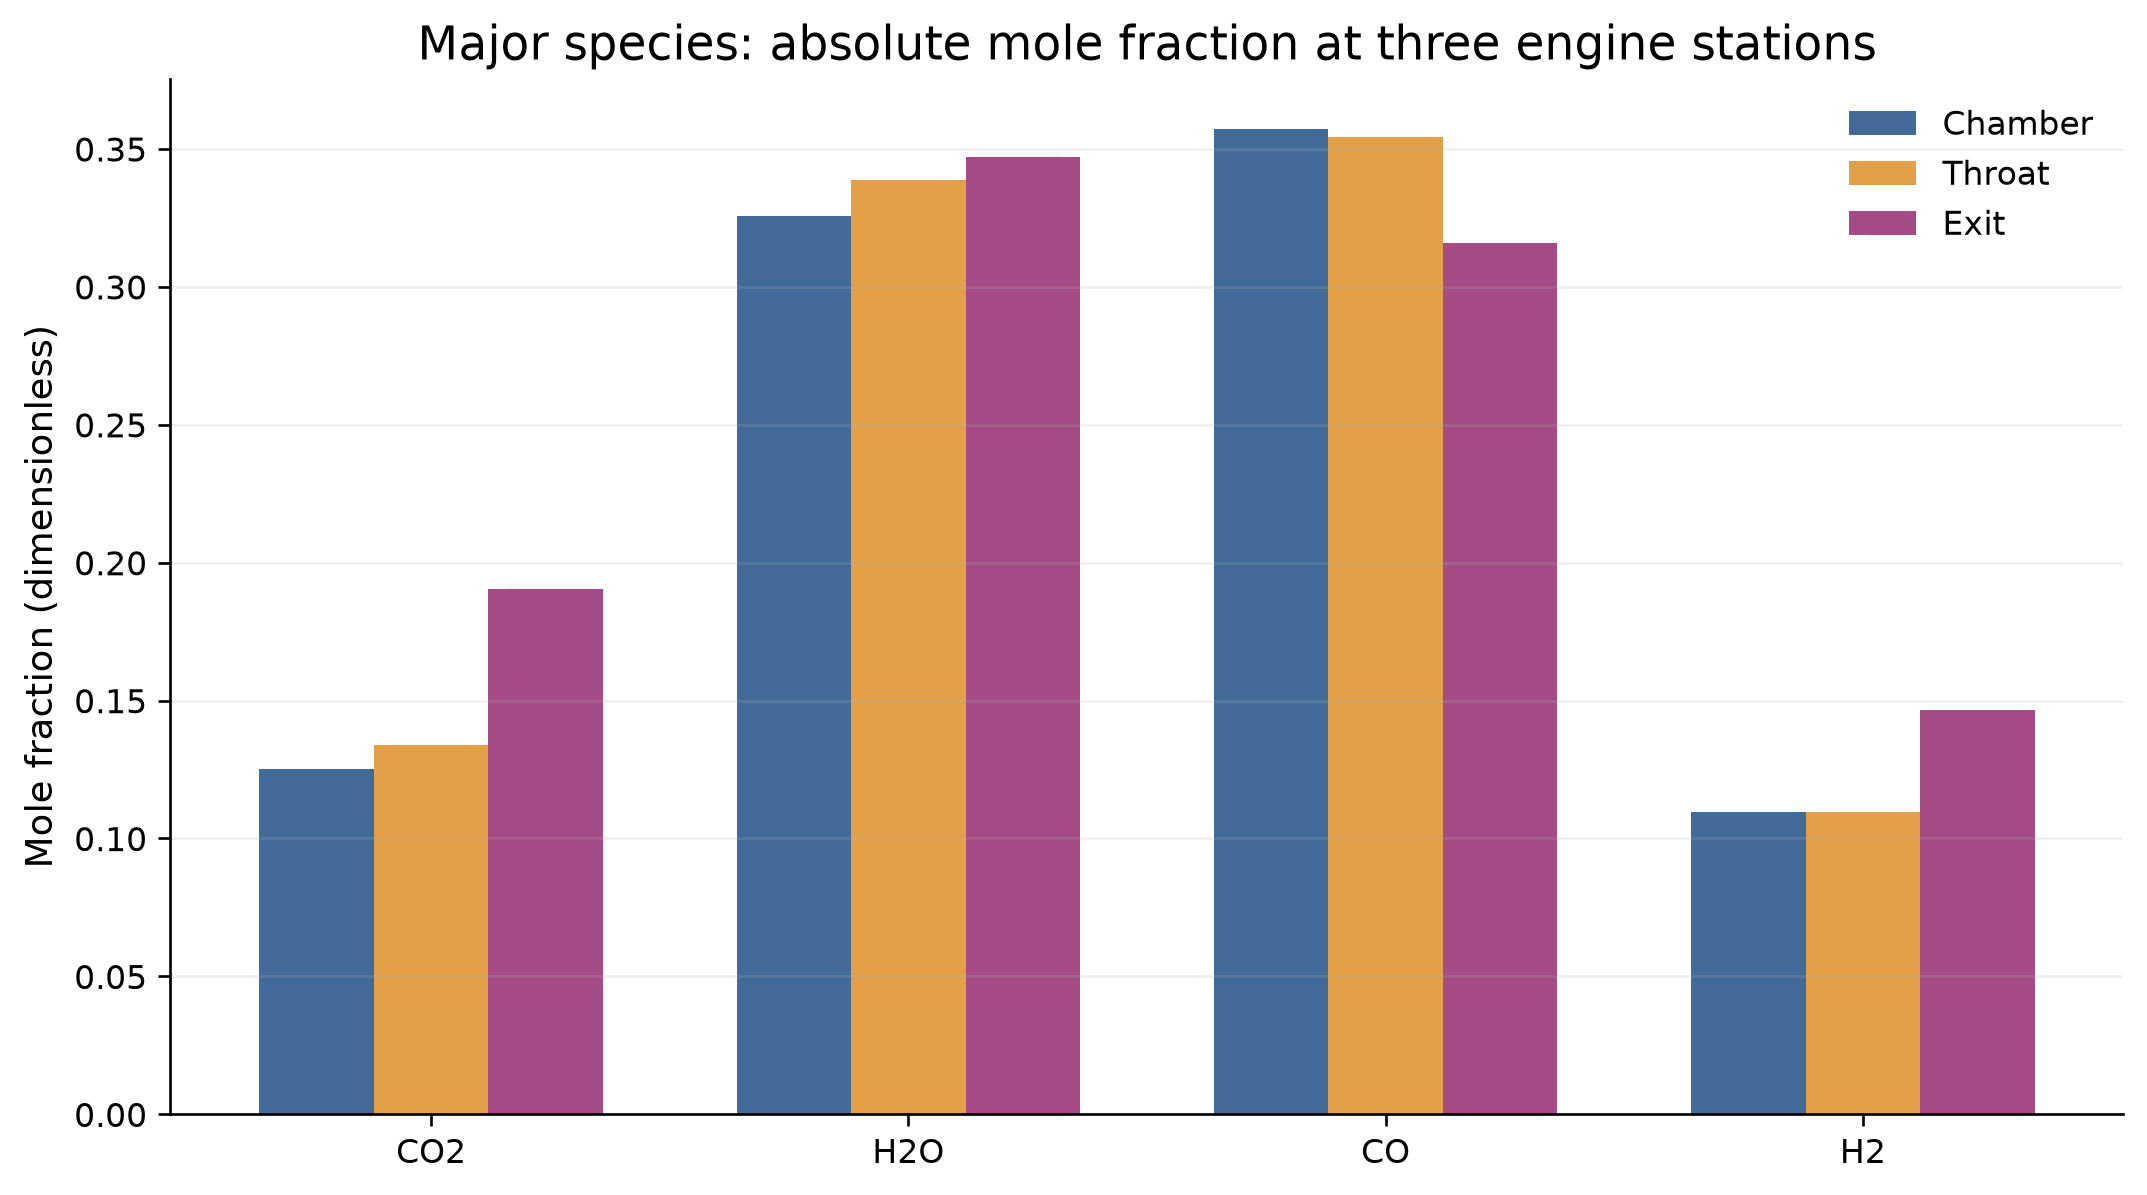 Major species: absolute mole fraction at three engine stations
Mole fraction (dimensionless)
0.35
0.30
0.25
0.20
0.15
0.10
0.05
0.00
CO2
H2O
CO
H2
Chamber
Throat
Exit